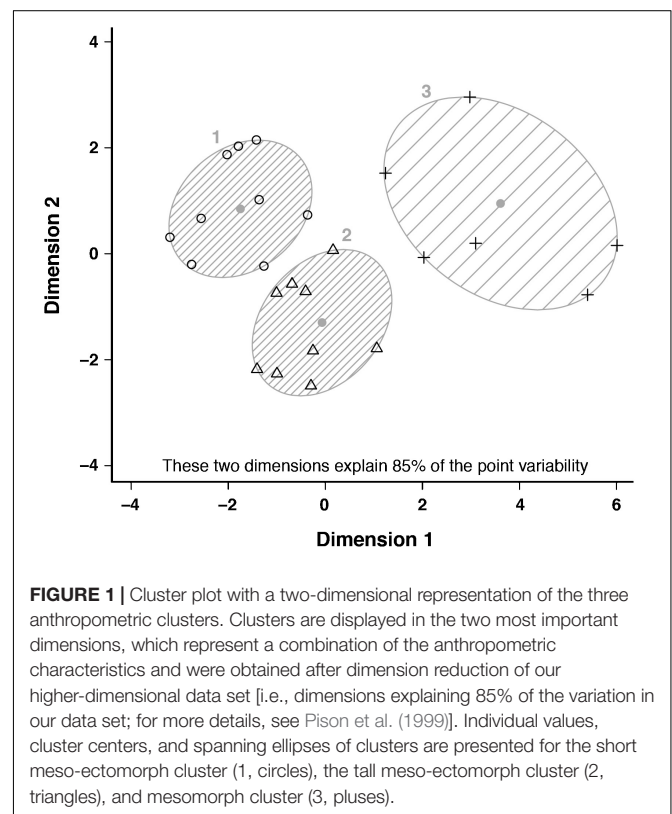 4
3
1
2
2
0
−2
−4
Dimension 2
These two dimensions explain 85% of the point variability
−4 −2 0 2 4 6
Dimension 1
FIGURE 1 | Cluster plot with a two-dimensional representation of the three
anthropometric clusters. Clusters are displayed in the two most important
dimensions, which represent a combination of the anthropometric
characteristics and were obtained after dimension reduction of our
higher-dimensional data set [i.e., dimensions explaining 85% of the variation in
our data set; for more details, see Pison et al. (1999)]. Individual values,
cluster centers, and spanning ellipses of clusters are presented for the short
meso-ectomorph cluster (1, circles), the tall meso-ectomorph cluster (2,
triangles), and mesomorph cluster (3, pluses).